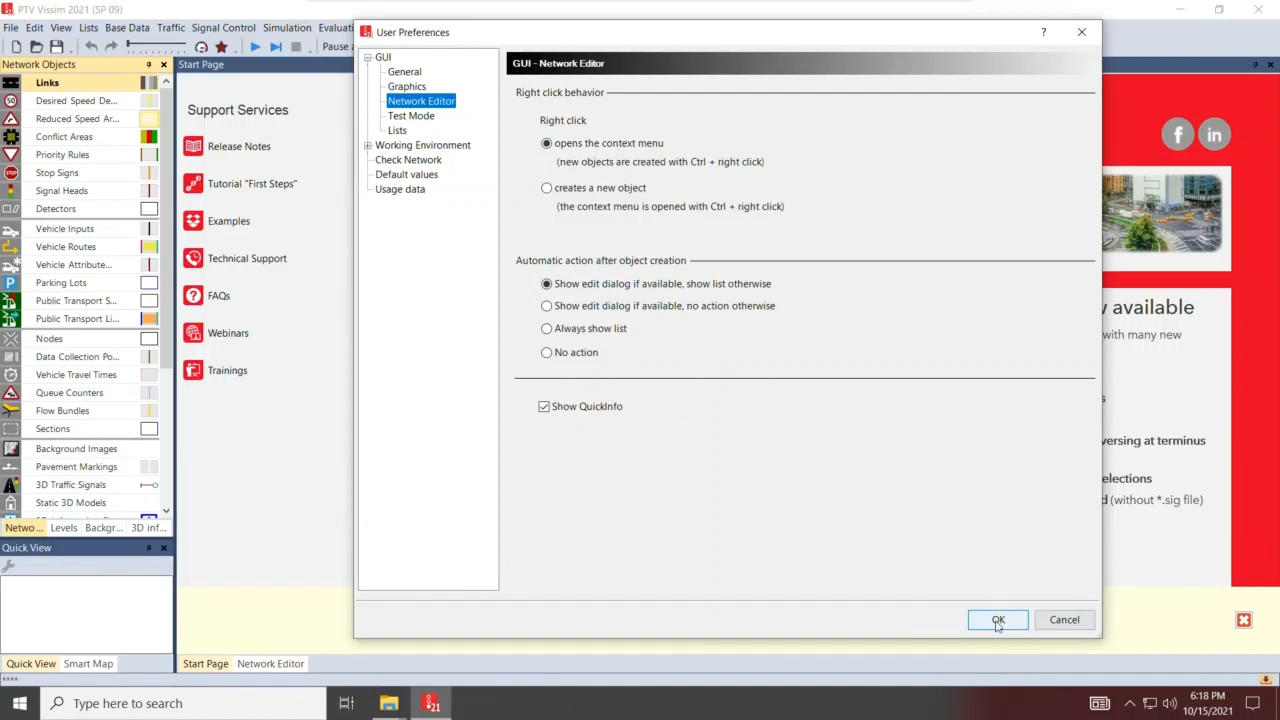 PTV Vissim 2021 (SP 09)
File Edit View Lists Base Data Traffic Signal Control Simulation Evaluati
Pause a
Network Objects
Links
50 Desired Speed De...
Reduced Speed Ar...
Conflict Areas
Priority Rules
STOP Stop Signs
Signal Heads
Detectors
Vehicle Inputs
Vehicle Routes
Vehicle Attribute...
P Parking Lots
Public Transport S...
Public Transport Li...
Nodes
Data Collection Po...
Vehicle Travel Times
Queue Counters
Flow Bundles
Sections
Background Images
Pavement Markings
3D Traffic Signals
Static 3D Models
Netwo... Levels Backgr... 3D inf...
Quick View
Quick View Smart Map
****
Start Page
Support Services
Release Notes
Tutorial "First Steps"
Examples
Technical Support
? FAQs
Webinars
Trainings
Start Page Network Editor
User Preferences
?
GUI
General
Graphics
Network Editor
Test Mode
Lists
Working Environment
Check Network
Default values
Usage data
GUI - Network Editor
Right click behavior
Right click
opens the context menu
(new objects are created with Ctrl + right click)
creates a new object
(the context menu is opened with Ctrl + right click)
Automatic action after object creation
Show edit dialog if available, show list otherwise
Show edit dialog if available, no action otherwise
Always show list
No action
Show QuickInfo
OK Cancel
f in
available
with many new
s
versing at terminus
elections
d (without *.sig file)
Type here to search
21
6:18 PM
10/15/2021